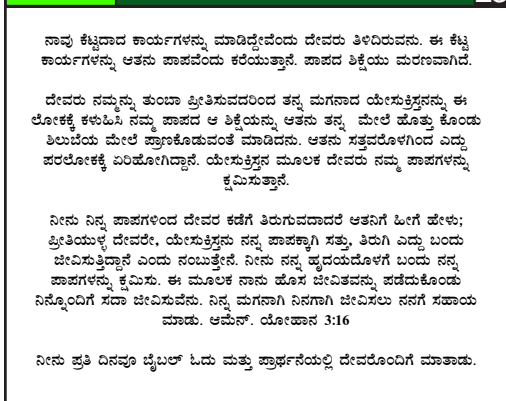 ನಾವು ಕೆಟ್ಟದಾದ ಕಾರ್ಯಗಳನ್ನು ಮಾಡಿದ್ದೇವೆಂದು ದೇವರು ತಿಳಿದಿರುವನು. ಈ ಕೆಟ್ಟ
ಕಾರ್ಯಗಳನ್ನು ಆತನು ಪಾಪವೆಂದು ಕರೆಯುತ್ತಾನೆ. ಪಾಪದ ಶಿಕ್ಷೆಯು ಮರಣವಾಗಿದೆ.
ದೇವರು ನಮ್ಮನ್ನು ತುಂಬಾ ಪ್ರೀತಿಸುವದರಿಂದ ತನ್ನ ಮಗನಾದ ಯೇಸುಕ್ರಿಸ್ತನನ್ನು ಈ
ಲೋಕಕ್ಕೆ ಕಳುಹಿಸಿ ನಮ್ಮ ಪಾಪದ ಆ ಶಿಕ್ಷೆಯನ್ನು ಆತನು ತನ್ನ ಮೇಲೆ ಹೊತ್ತು ಕೊಂಡು
ಶಿಲುಬೆಯ ಮೇಲೆ ಪ್ರಾಣಕೊಡುವಂತೆ ಮಾಡಿದನು. ಆತನು ಸತ್ತವರೊಳಗಿಂದ ಎದ್ದು
ಪರಲೋಕಕ್ಕೆ ಏರಿಹೋಗಿದ್ದಾನೆ. ಯೇಸುಕ್ರಿಸ್ತನ ಮೂಲಕ ದೇವರು ನಮ್ಮ ಪಾಪಗಳನ್ನು
ಕ್ಷಮಿಸುತ್ತಾನೆ.
ನೀನು ನಿನ್ನ ಪಾಪಗಳಿಂದ ದೇವರ ಕಡೆಗೆ ತಿರುಗುವದಾದರೆ ಆತನಿಗೆ ಹೀಗೆ ಹೇಳು;
ಪ್ರೀತಿಯುಳ್ಳ ದೇವರೇ, ಯೇಸುಕ್ರಿಸ್ತನು ನನ್ನ ಪಾಪಕ್ಕಾಗಿ ಸತ್ತು, ತಿರುಗಿ ಎದ್ದು ಬಂದು
ಜೀವಿಸುತ್ತಿದ್ದಾನೆ ಎಂದು ನಂಬುತ್ತೇನೆ. ನೀನು ನನ್ನ ಹೃದಯದೊಳಗೆ ಬಂದು ನನ್ನ
ಪಾಪಗಳನ್ನು ಕ್ಷಮಿಸು. ಈ ಮೂಲಕ ನಾನು ಹೊಸ ಜೀವಿತವನ್ನು ಪಡೆದುಕೊಂಡು
ನಿನ್ನೊಂದಿಗೆ ಸದಾ ಜೀವಿಸುವೆನು. ನಿನ್ನ ಮಗನಾಗಿ ನಿನಗಾಗಿ ಜೀವಿಸಲು ನನಗೆ ಸಹಾಯ
ಮಾಡು. ಆಮೆನ್. ಯೋಹಾನ 3:16
ನೀನು ಪ್ರತಿ ದಿನವೂ ಬೈಬಲ್ ಓದು ಮತ್ತು ಪ್ರಾರ್ಥನೆಯಲ್ಲಿ ದೇವರೊಂದಿಗೆ ಮಾತಾಡು.